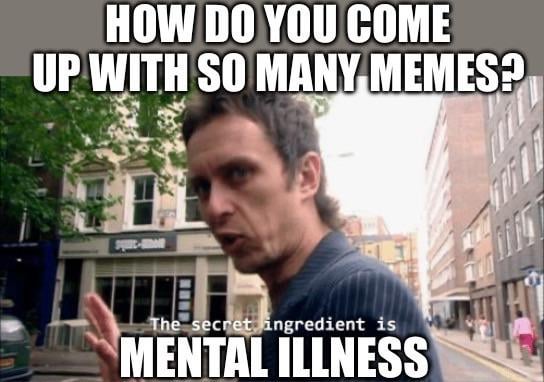 HOW DO YOU COME
UP WITH SO MANY MEMES?
The secret ingredient is
MENTAL ILLNESS